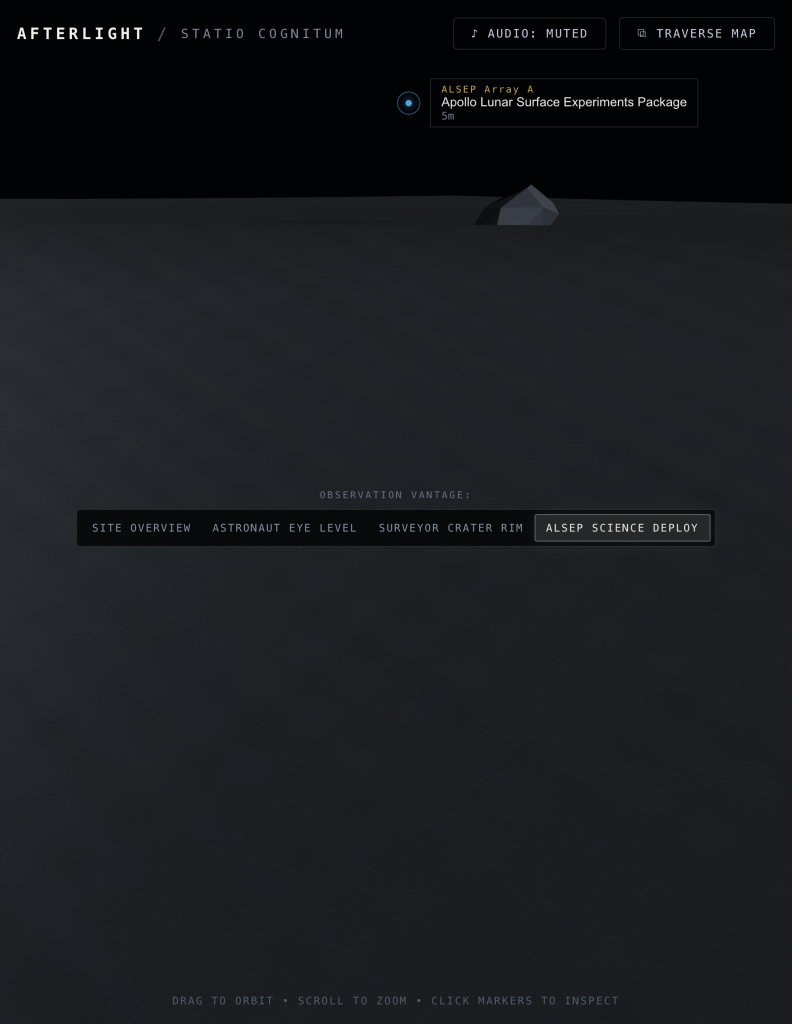 AFTERLIGHT / STATIO COGNITUM
♪ AUDIO: MUTED
TRAVERSE MAP
ALSEP Array A
Apollo Lunar Surface Experiments Package
5m
OBSERVATION VANTAGE:
SITE OVERVIEW
ASTRONAUT EYE LEVEL
SURVEYOR CRATER RIM
ALSEP SCIENCE DEPLOY
DRAG TO ORBIT • SCROLL TO ZOOM • CLICK MARKERS TO INSPECT